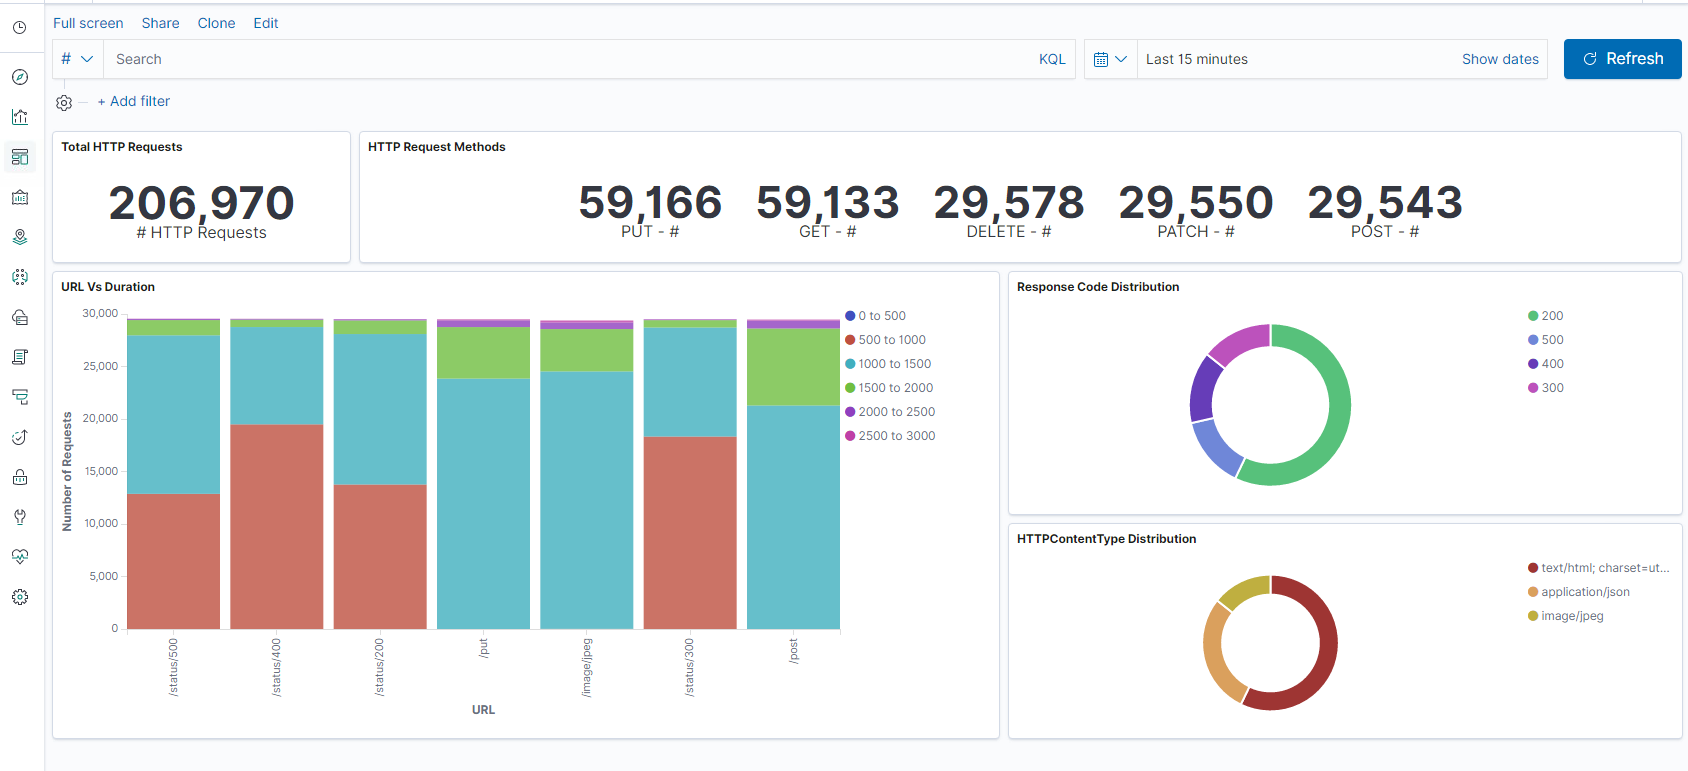 Full screen Share Clone Edit
# Search KQL Last 15 minutes Show dates Refresh
+ Add filter
Total HTTP Requests
206,970
# HTTP Requests
HTTP Request Methods
59,166 59,133 29,578 29,550 29,543
PUT - # GET - # DELETE - # PATCH - # POST - #
URL Vs Duration
Number of Requests
30,000
25,000
20,000
15,000
10,000
5,000
0
/status/500 /status/400 /status/200 /put /image/jpeg /status/300 /post
URL
0 to 500
500 to 1000
1000 to 1500
1500 to 2000
2000 to 2500
2500 to 3000
Response Code Distribution
200
500
400
300
HTTPContentType Distribution
text/html; charset=ut...
application/json
image/jpeg